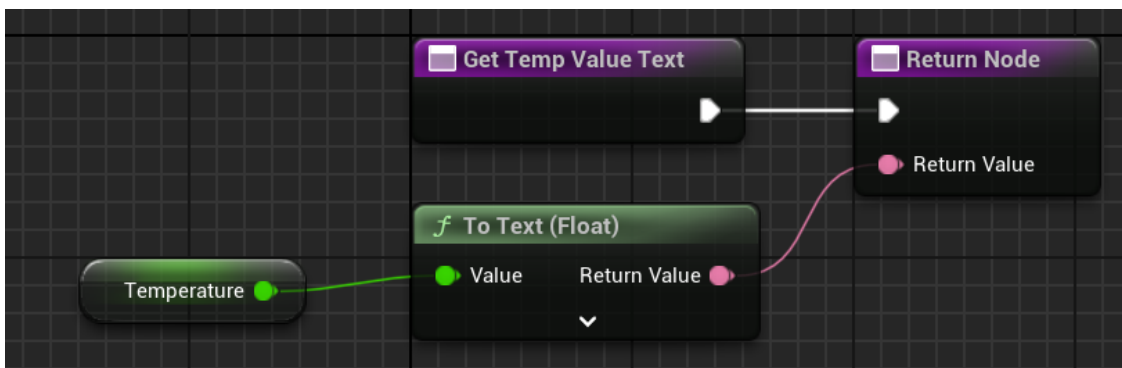 Get Temp Value Text
Return Node
Return Value
ƒ To Text (Float)
Value
Return Value
Temperature